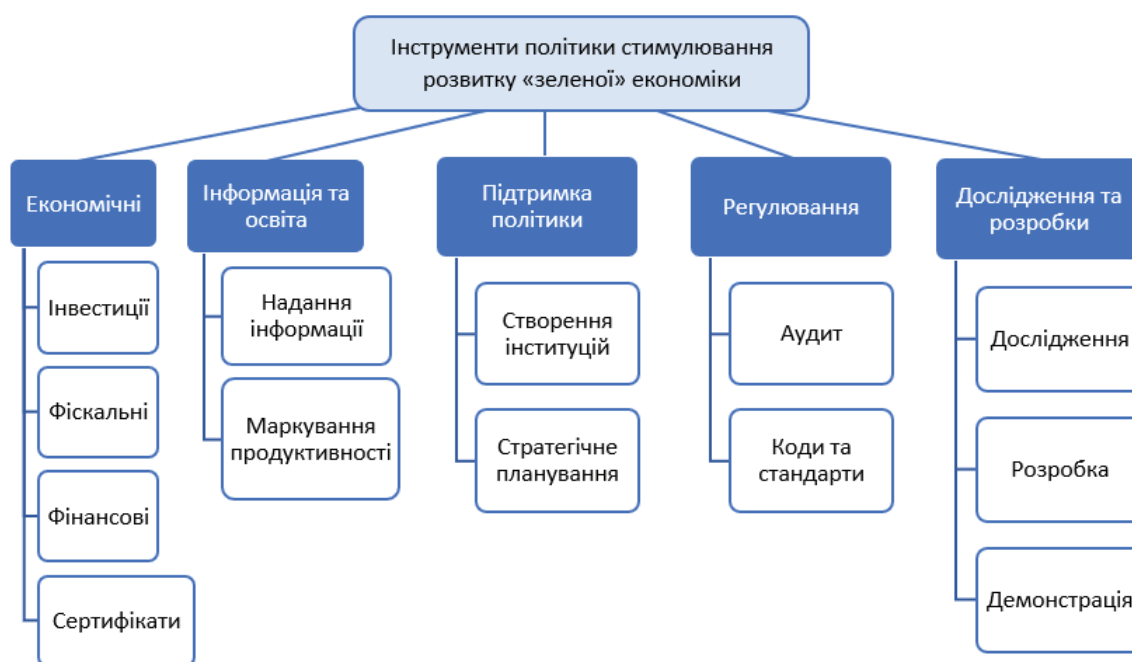 Інструменти політики стимулювання
розвитку «зеленої» економіки
Економічні
Інвестиції
Фіскальні
Фінансові
Сертифікати
Інформація та
освіта
Надання
інформації
Маркування
продуктивності
Підтримка
політики
Створення
інституцій
Стратегічне
планування
Регулювання
Аудит
Коди та
стандарти
Дослідження та
розробки
Дослідження
Розробка
Демонстрація